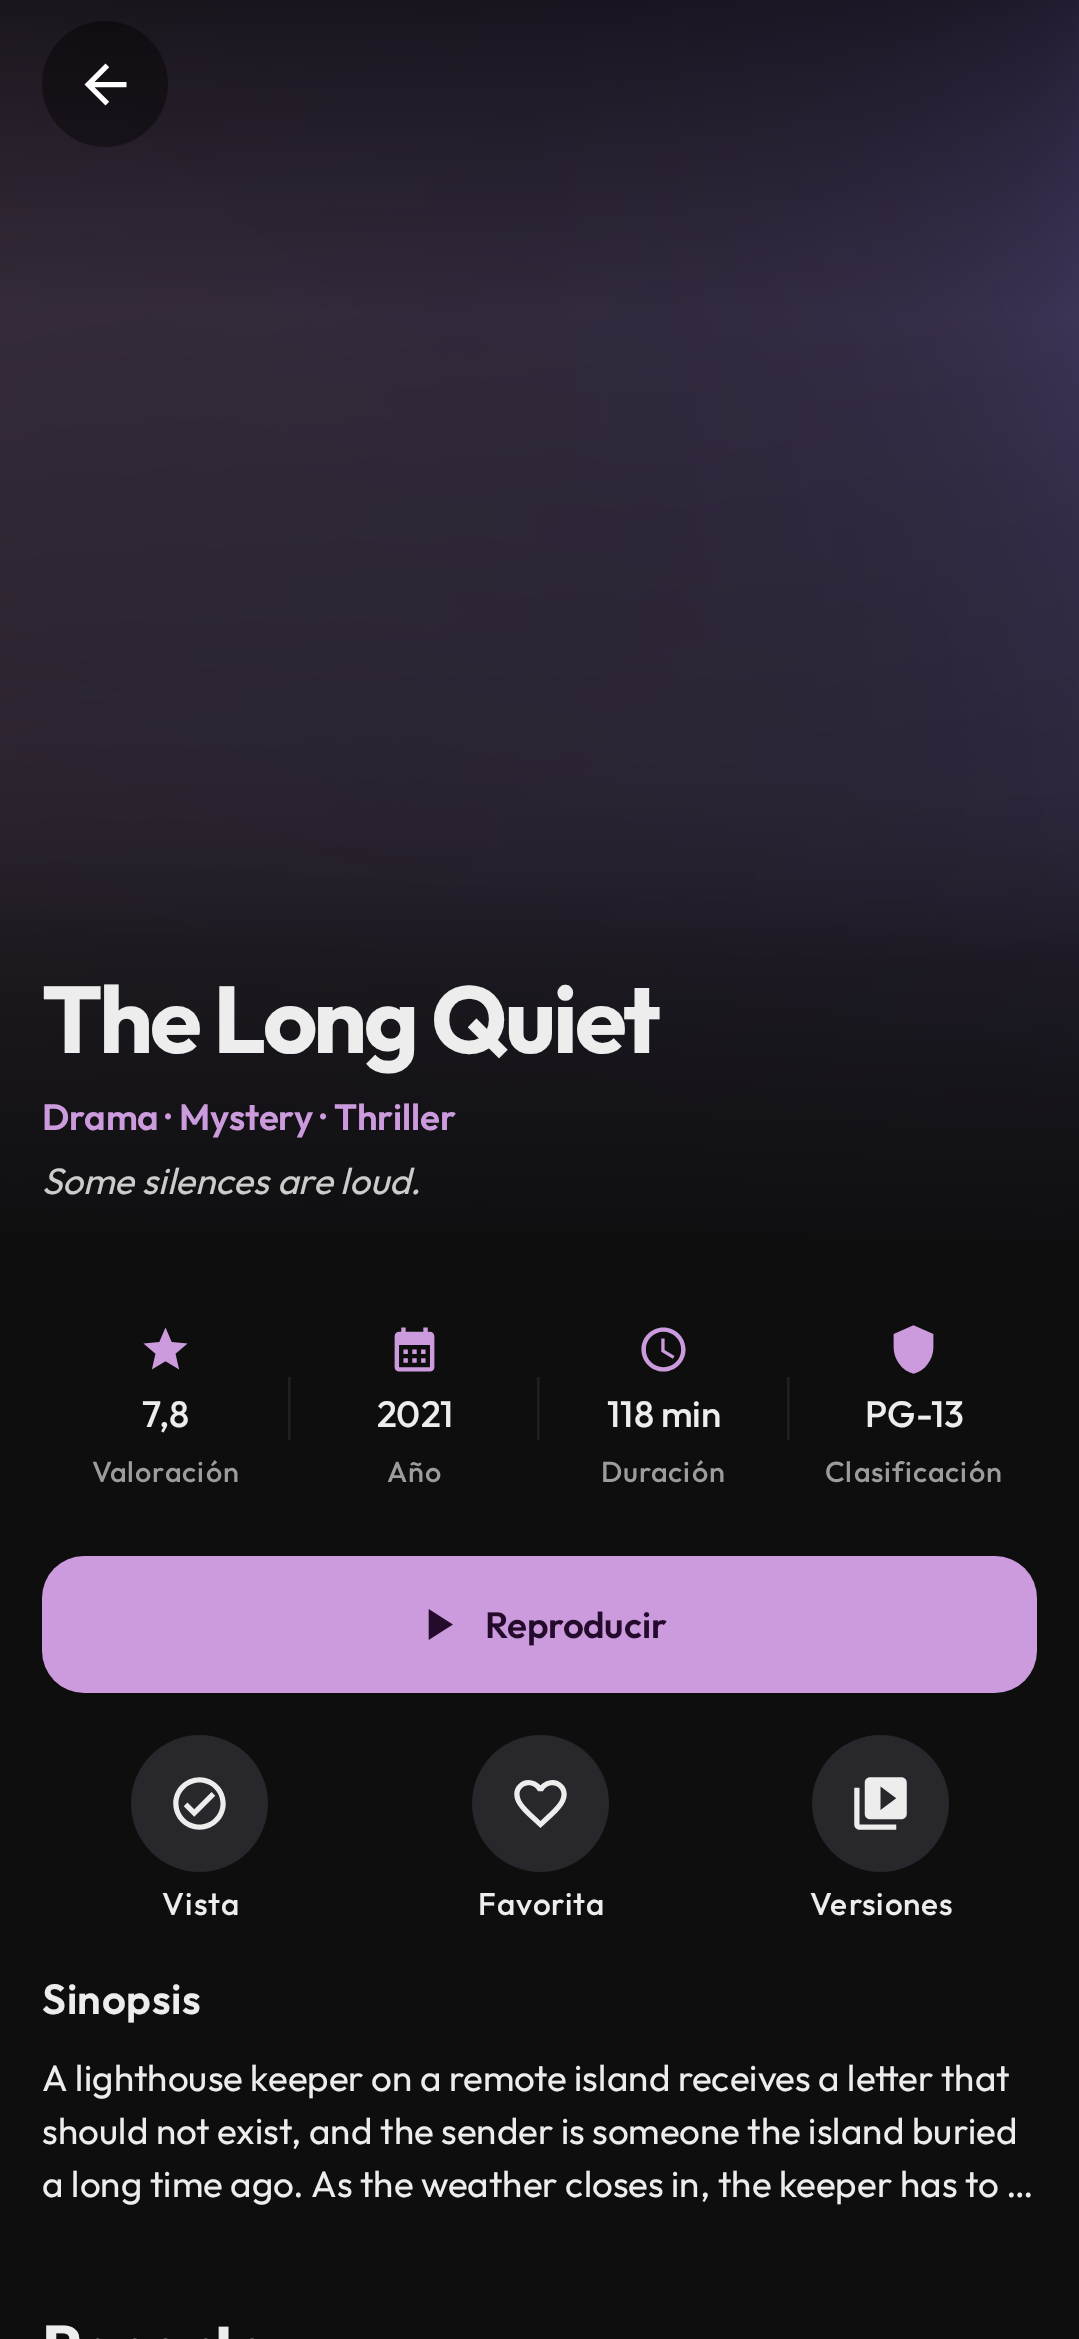 The Long Quiet
Drama · Mystery · Thriller
Some silences are loud.
7,8
2021
118 min
PG-13
Valoración
Año
Duración
Clasificación
Reproducir
Vista
Favorita
Versiones
Sinopsis
A lighthouse keeper on a remote island receives a letter that
should not exist, and the sender is someone the island buried
a long time ago. As the weather closes in, the keeper has to ...